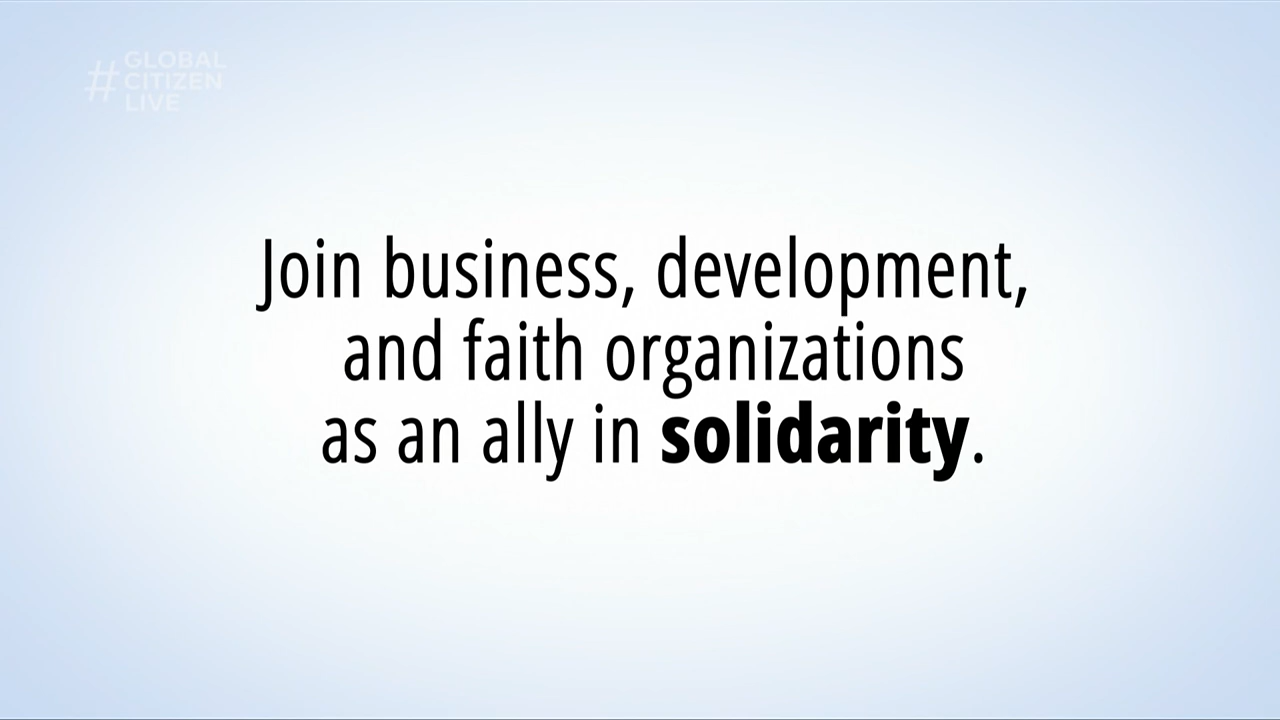 #GLOBAL
CITIZEN
LIVE
Join business, development,
and faith organizations
as an ally in solidarity.